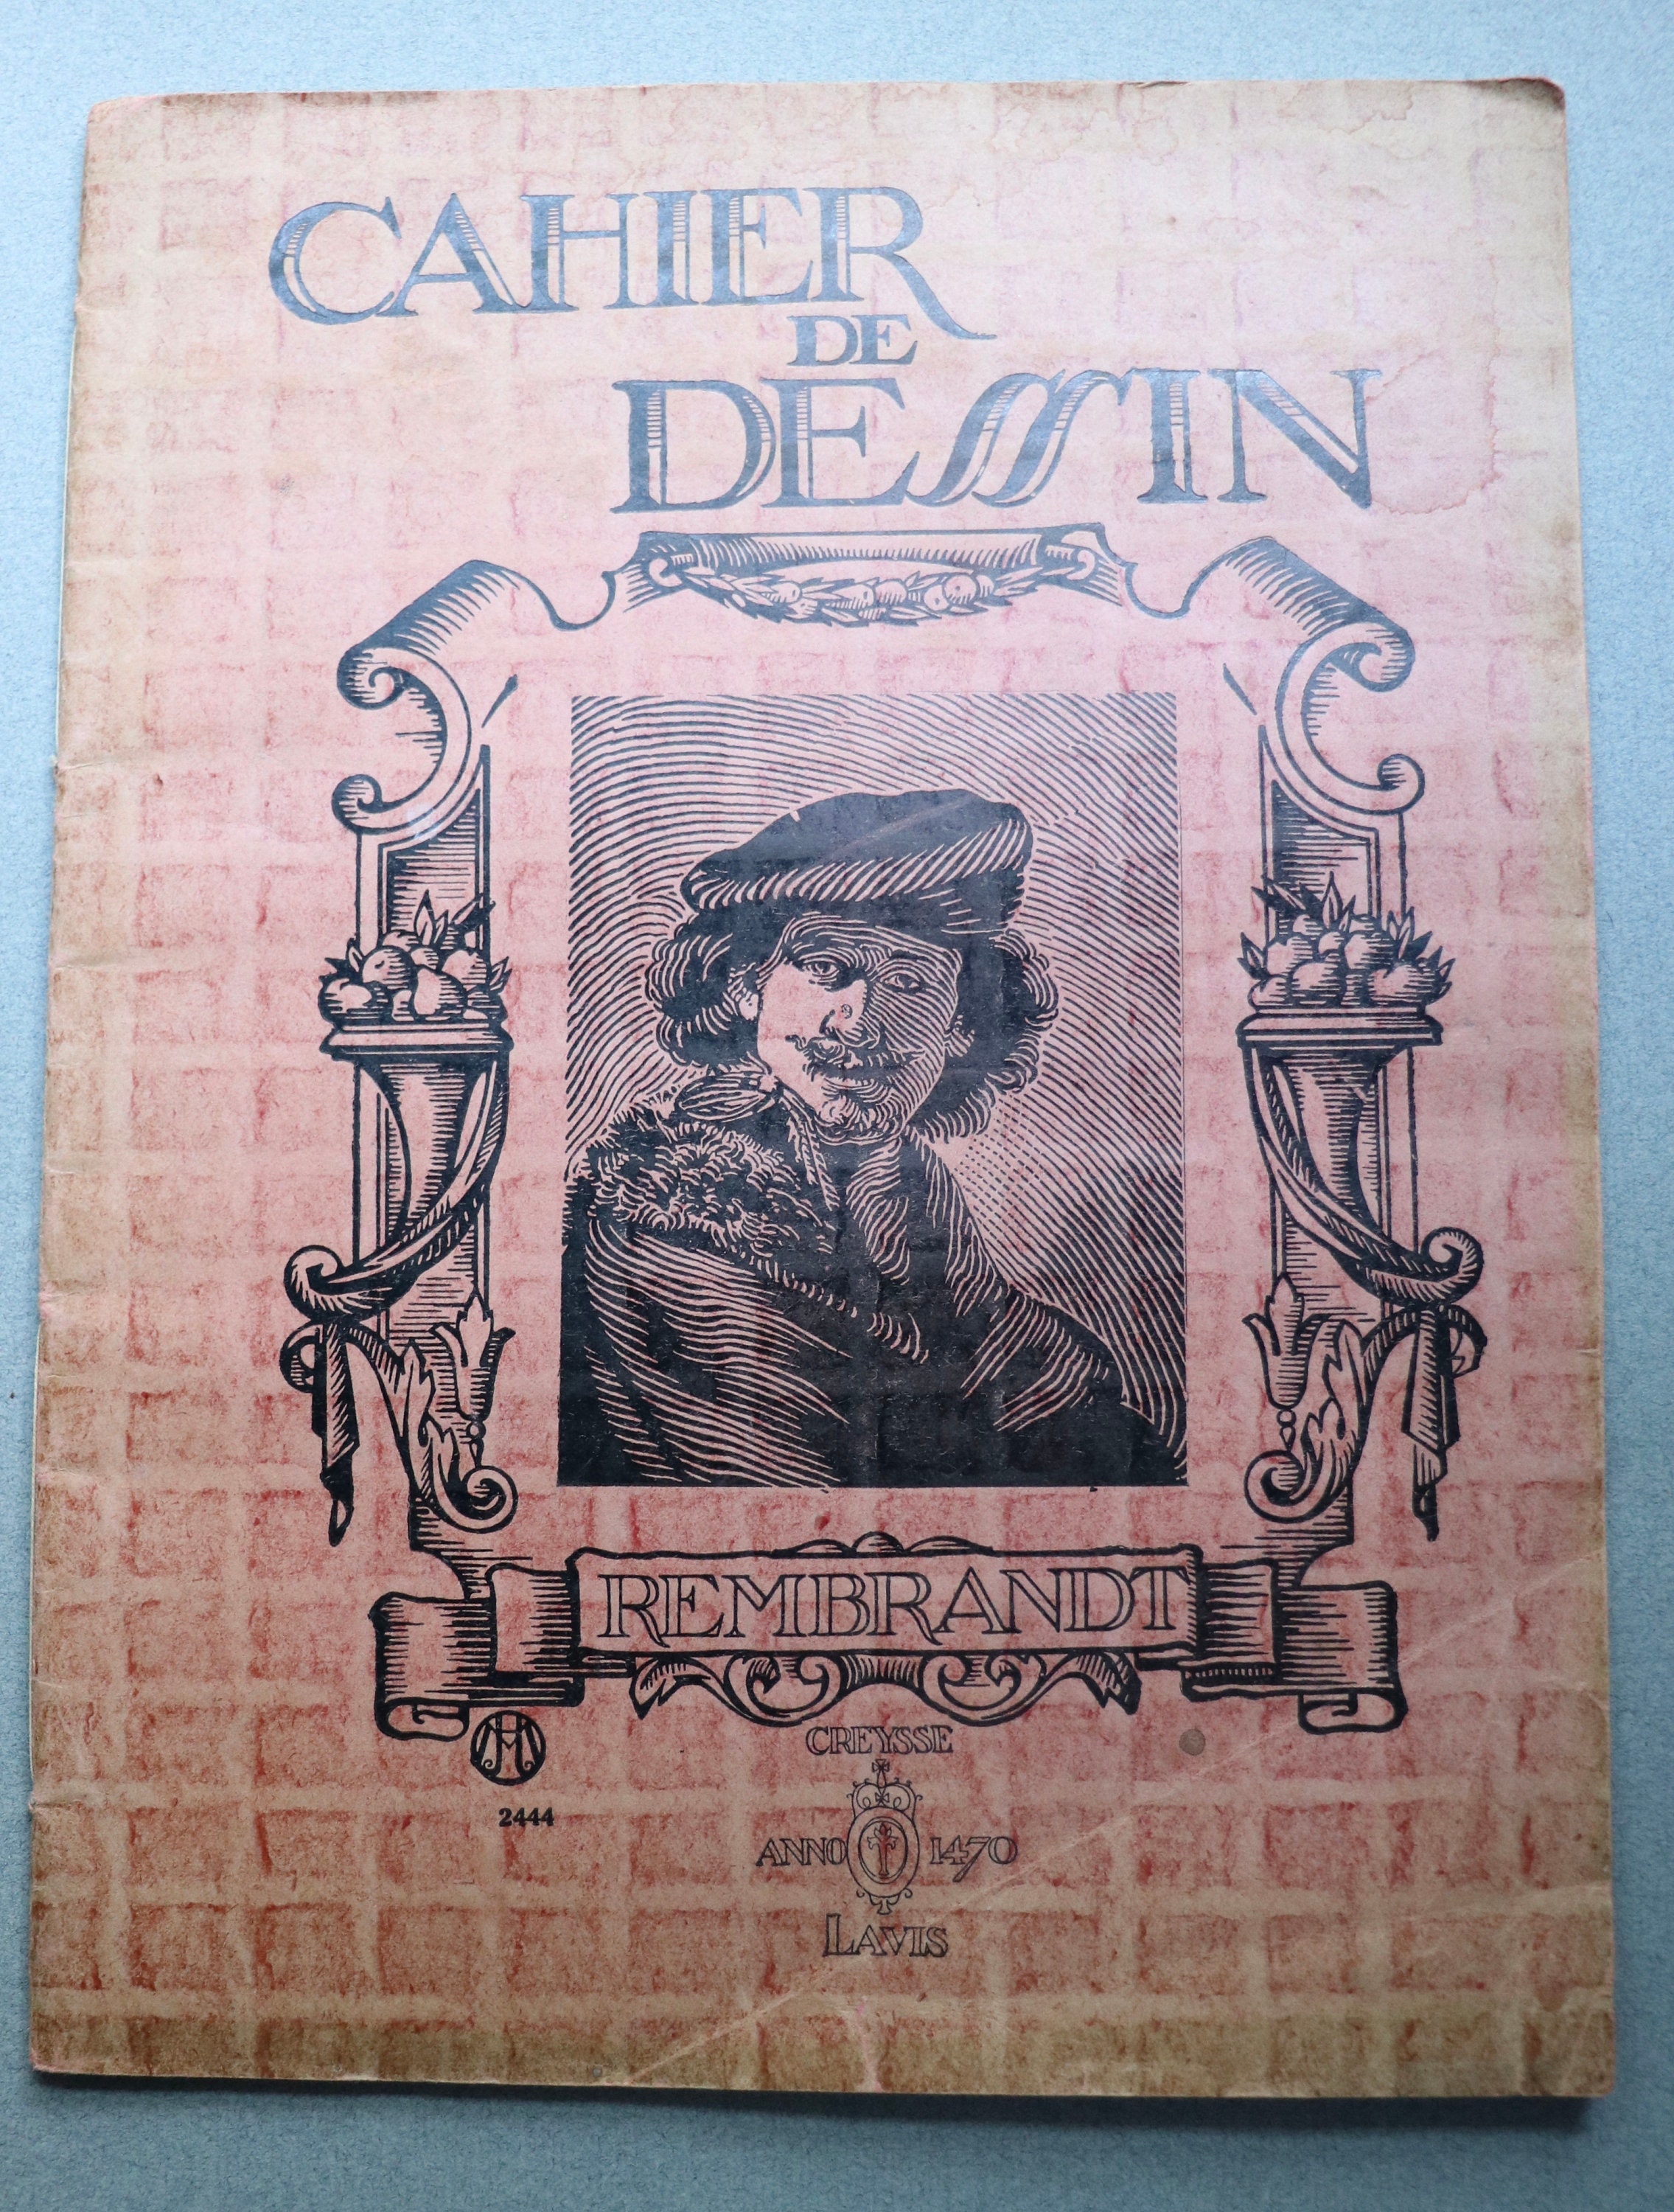 CAHIER
DE
DESSIN
REMBRANDT
2444
CREYSSE
ANNO 1470
LAVIS